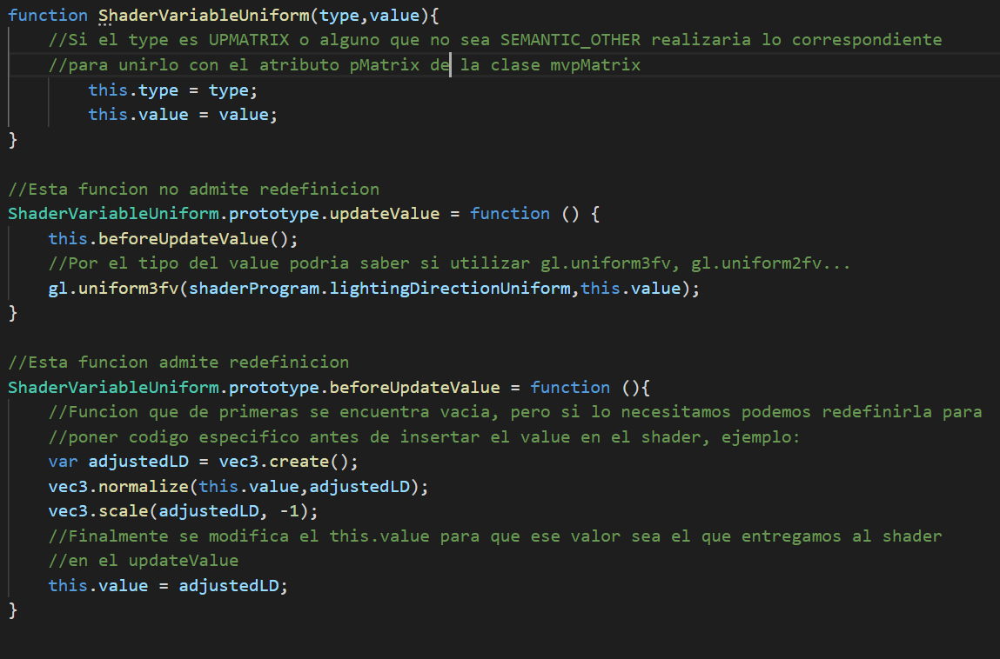 function ShaderVariableUniform(type,value){
//Si el type es UPMATRIX o alguno que no sea SEMANTIC_OTHER realizaria lo correspondiente
//para unirlo con el atributo pMatrix de la clase mvpMatrix
this.type = type;
this.value = value;
}
//Esta funcion no admite redefinicion
ShaderVariableUniform.prototype.updateValue = function () {
this.beforeUpdateValue();
//Por el tipo del value podria saber si utilizar gl.uniform3fv, gl.uniform2fv...
gl.uniform3fv(shaderProgram.lightingDirectionUniform,this.value);
}
//Esta funcion admite redefinicion
ShaderVariableUniform.prototype.beforeUpdateValue = function (){
//Funcion que de primeras se encuentra vacia, pero si lo necesitamos podemos redefinirla para
//poner codigo especifico antes de insertar el value en el shader, ejemplo:
var adjustedLD = vec3.create();
vec3.normalize(this.value,adjustedLD);
vec3.scale(adjustedLD, -1);
//Finalmente se modifica el this.value para que ese valor sea el que entregamos al shader
//en el updateValue
this.value = adjustedLD;
}